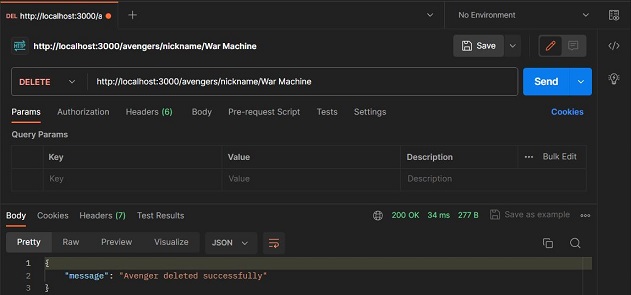 DEL http://localhost:3000/a
No Environment
HTTP http://localhost:3000/avengers/nickname/War Machine
Save
DELETE http://localhost:3000/avengers/nickname/War Machine
Send
Params Authorization Headers (6) Body Pre-request Script Tests Settings Cookies
Query Params
Key Value Description Bulk Edit
Key Value Description
Body Cookies Headers (7) Test Results 200 OK 34 ms 277 B Save as example
Pretty Raw Preview Visualize JSON
1 {
2 "message": "Avenger deleted successfully"
3 }